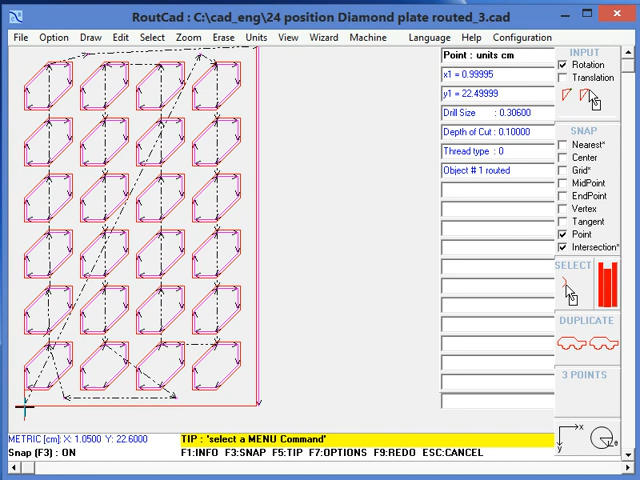 RoutCad : C:\cad_eng\24 position Diamond plate routed_3.cad
File Option Draw Edit Select Zoom Erase Units View Wizard Machine Language Help Configuration
Point : units cm
x1 = 0.99995
y1 = 22.49999
Drill Size : 0.30600
Depth of Cut : 0.10000
Thread type : 0
Object # 1 routed
INPUT
Rotation
Translation
SNAP
Nearest*
Center
Grid*
MidPoint
EndPoint
Vertex
Tangent
Point
Intersection*
SELECT
DUPLICATE
3 POINTS
x
y
METRIC [cm]: X: 1.0500 Y: 22.6000 TIP : 'select a MENU Command'
Snap (F3) : ON F1:INFO F3:SNAP F5:TIP F7:OPTIONS F9:REDO ESC:CANCEL